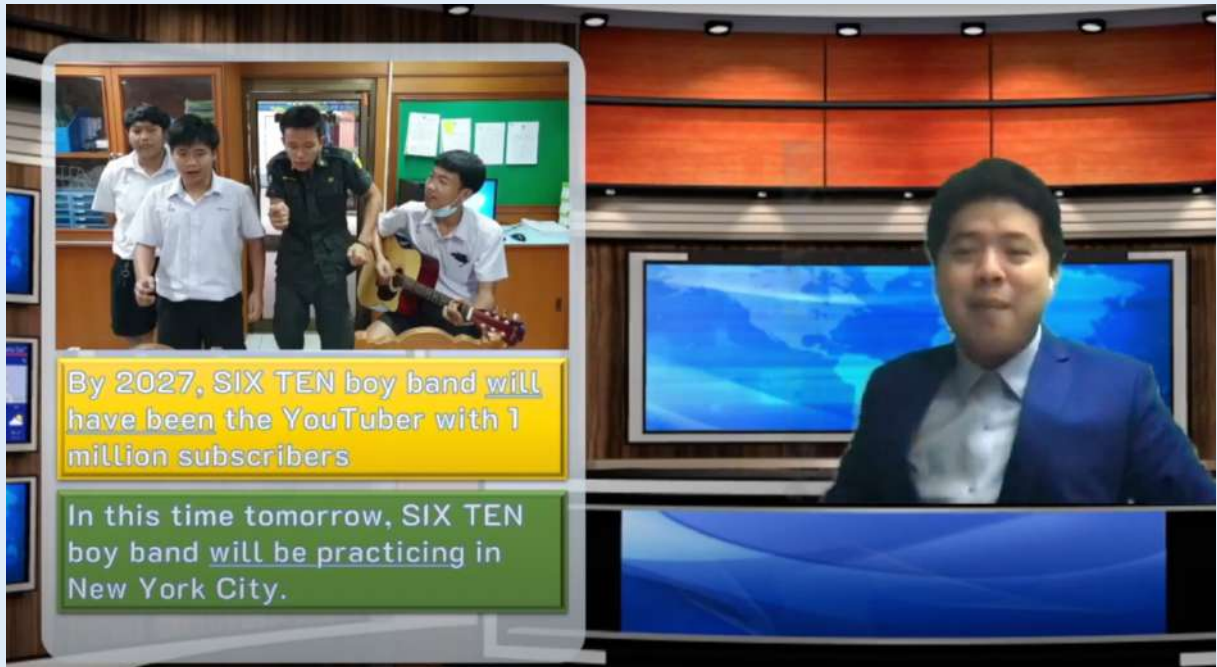 By 2027, SIX TEN boy band will
have been the YouTuber with 1
million subscribers
In this time tomorrow, SIX TEN
boy band will be practicing in
New York City.